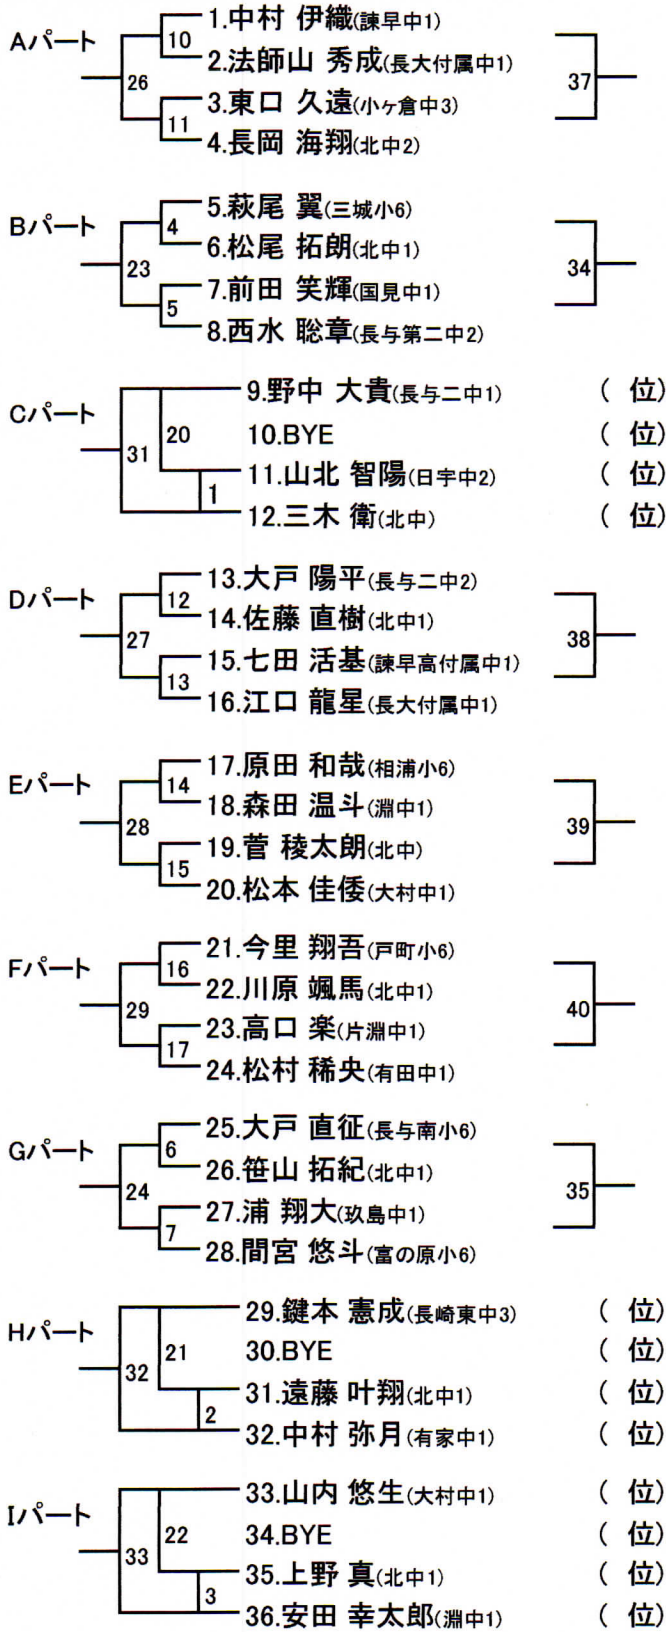 Aパート
1.中村 伊織(諫早中1)
10
2.法師山 秀成(長大付属中1)
26
37
3.東口 久遠(小ヶ倉中3)
11
4.長岡 海翔(北中2)
Bパート
5.萩尾 翼(三城小6)
4
6.松尾 拓朗(北中1)
23
34
7.前田 笑輝(国見中1)
5
8.西水 聡章(長与第二中2)
Cパート
9.野中 大貴(長与二中1) ( 位)
20
10.BYE ( 位)
31
11.山北 智陽(日宇中2) ( 位)
1
12.三木 衛(北中) ( 位)
Dパート
13.大戸 陽平(長与二中2)
12
14.佐藤 直樹(北中1)
27
38
15.七田 活基(諫早高付属中1)
13
16.江口 龍星(長大付属中1)
Eパート
17.原田 和哉(相浦小6)
14
18.森田 温斗(淵中1)
28
39
19.菅 稜太朗(北中)
15
20.松本 佳倭(大村中1)
Fパート
21.今里 翔吾(戸町小6)
16
22.川原 颯馬(北中1)
29
40
23.高口 楽(片淵中1)
17
24.松村 稀央(有田中1)
Gパート
25.大戸 直征(長与南小6)
6
26.笹山 拓紀(北中1)
24
35
27.浦 翔大(玖島中1)
7
28.間宮 悠斗(富の原小6)
Hパート
29.鍵本 憲成(長崎東中3) ( 位)
21
30.BYE ( 位)
32
31.遠藤 叶翔(北中1) ( 位)
2
32.中村 弥月(有家中1) ( 位)
Iパート
33.山内 悠生(大村中1) ( 位)
22
34.BYE ( 位)
33
35.上野 真(北中1) ( 位)
3
36.安田 幸太郎(淵中1) ( 位)